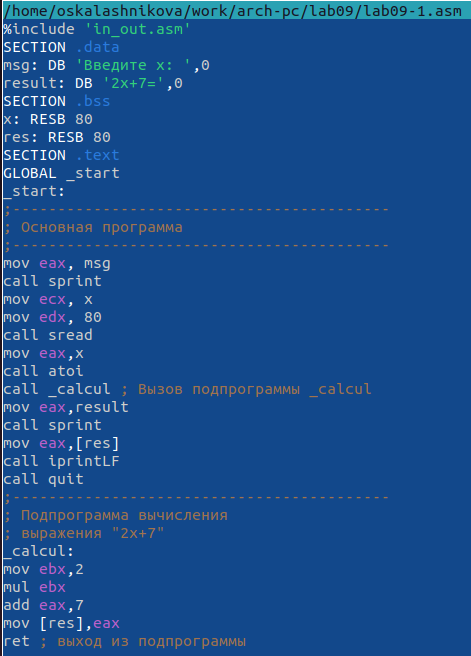 /home/oskalashnikova/work/arch-pc/lab09/lab09-1.asm
%include 'in_out.asm'
SECTION .data
msg: DB 'Введите x: ',0
result: DB '2x+7=',0
SECTION .bss
x: RESB 80
res: RESB 80
SECTION .text
GLOBAL _start
_start:
;------------------------------------------
; Основная программа
;------------------------------------------
mov eax, msg
call sprint
mov ecx, x
mov edx, 80
call sread
mov eax,x
call atoi
call _calcul ; Вызов подпрограммы _calcul
mov eax,result
call sprint
mov eax,[res]
call iprintLF
call quit
;------------------------------------------
; Подпрограмма вычисления
; выражения "2x+7"
_calcul:
mov ebx,2
mul ebx
add eax,7
mov [res],eax
ret ; выход из подпрограммы